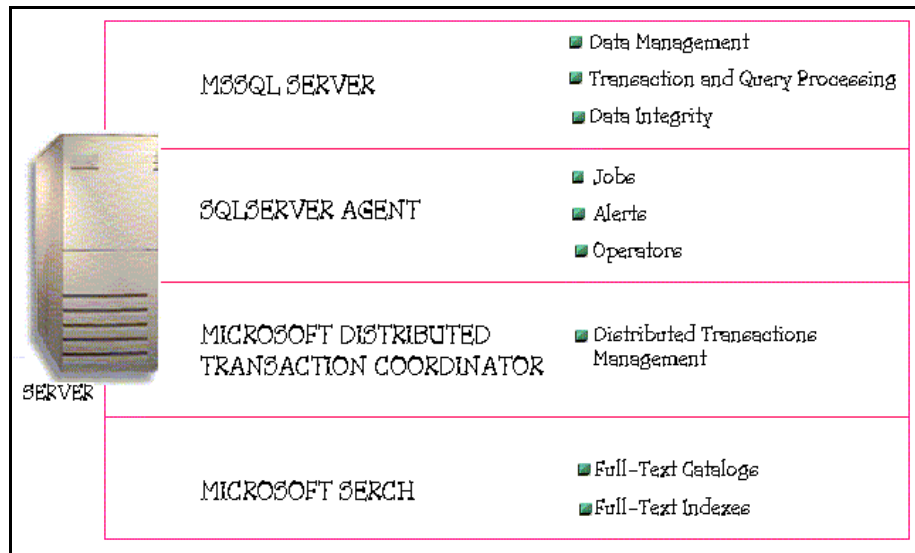 MSSQL SERVER
Data Management
Transaction and Query Processing
Data Integrity
SQLSERVER AGENT
Jobs
Alerts
Operators
MICROSOFT DISTRIBUTED
TRANSACTION COORDINATOR
Distributed Transactions
Management
SERVER
MICROSOFT SERCH
Full-Text Catalogs
Full-Text Indexes